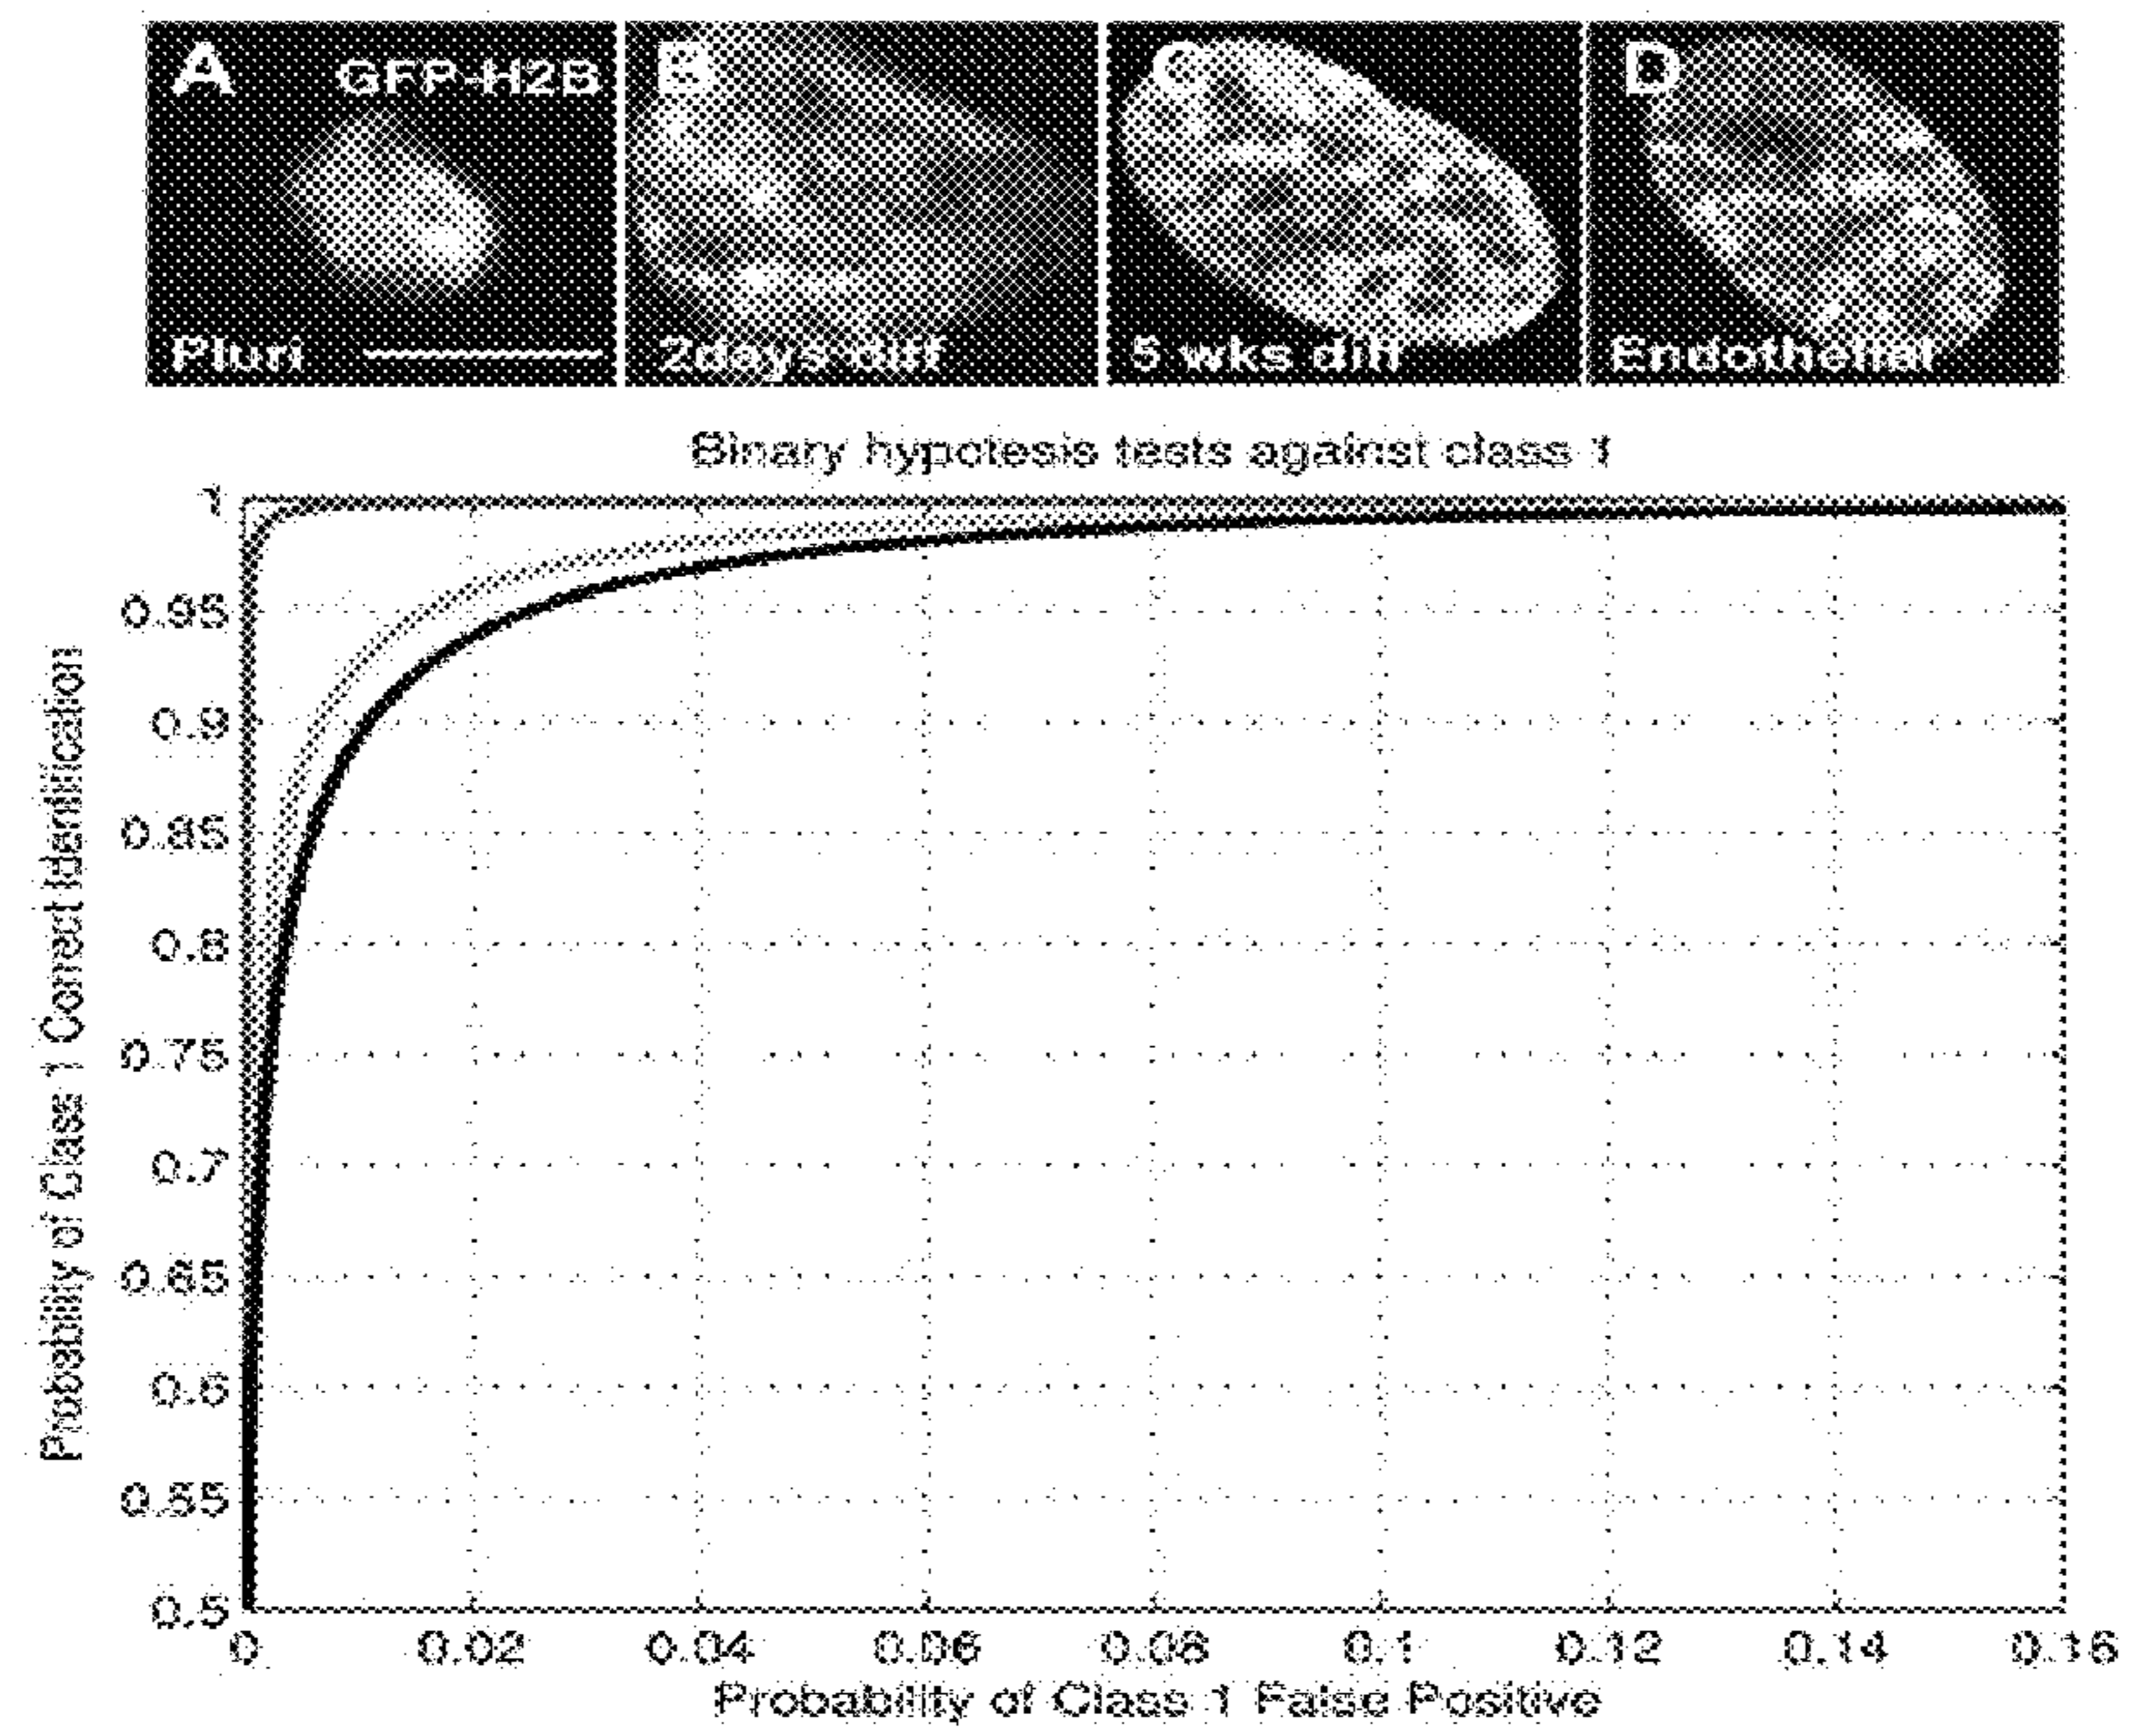 A GFP-H2B
Pluri
B
2days diff
C
5 wks diff
D
Endothelial
Binary hypotesis tests against class 1
Probability of Class 1 Correct Identification
1
0.95
0.9
0.85
0.8
0.75
0.7
0.65
0.6
0.55
0.5
0 0.02 0.04 0.06 0.08 0.1 0.12 0.14 0.16
Probability of Class 1 False Positive